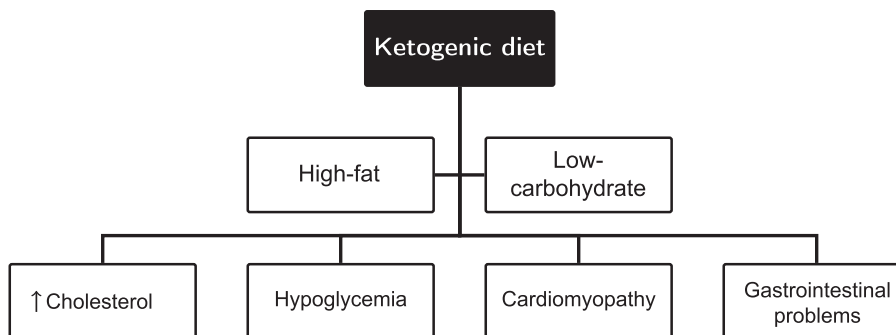 Ketogenic diet
High-fat
Low-
carbohydrate
↑ Cholesterol
Hypoglycemia
Cardiomyopathy
Gastrointestinal
problems